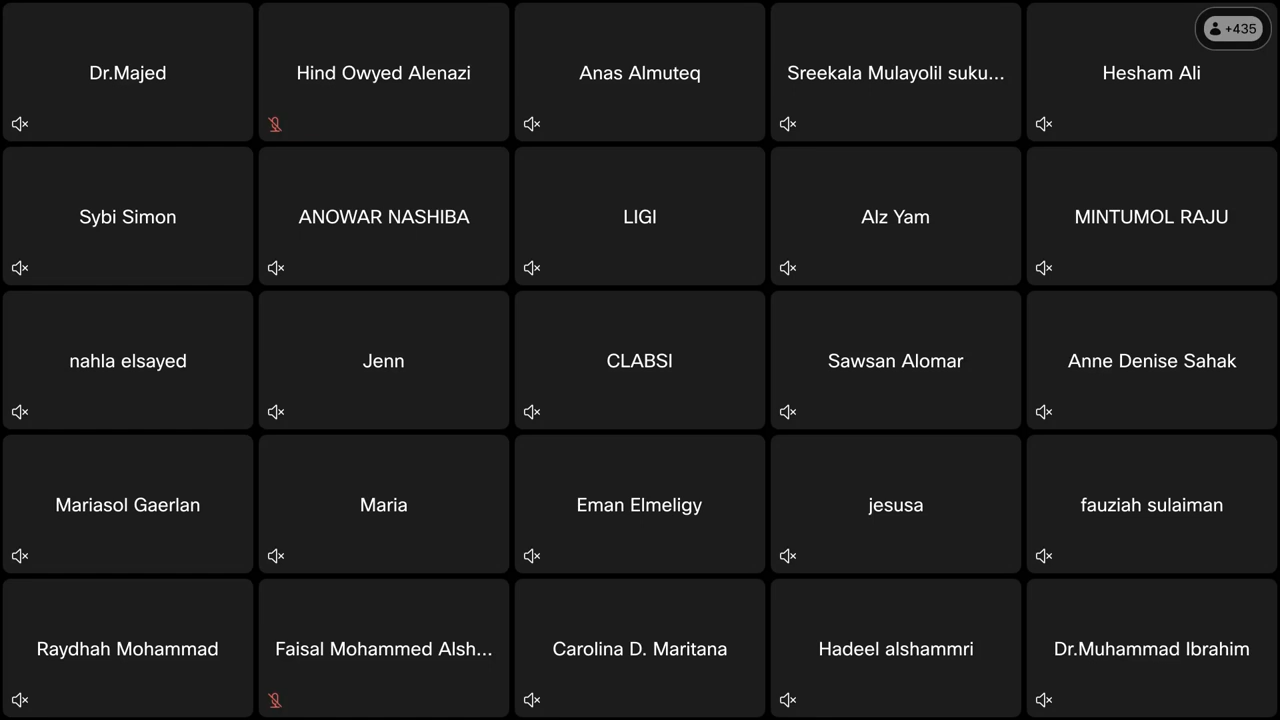 +435
Dr.Majed
Hind Owyed Alenazi
Anas Almuteq
Sreekala Mulayolil suku...
Hesham Ali
Sybi Simon
ANOWAR NASHIBA
LIGI
Alz Yam
MINTUMOL RAJU
nahla elsayed
Jenn
CLABSI
Sawsan Alomar
Anne Denise Sahak
Mariasol Gaerlan
Maria
Eman Elmeligy
jesusa
fauziah sulaiman
Raydhah Mohammad
Faisal Mohammed Alsh...
Carolina D. Maritana
Hadeel alshammri
Dr.Muhammad Ibrahim